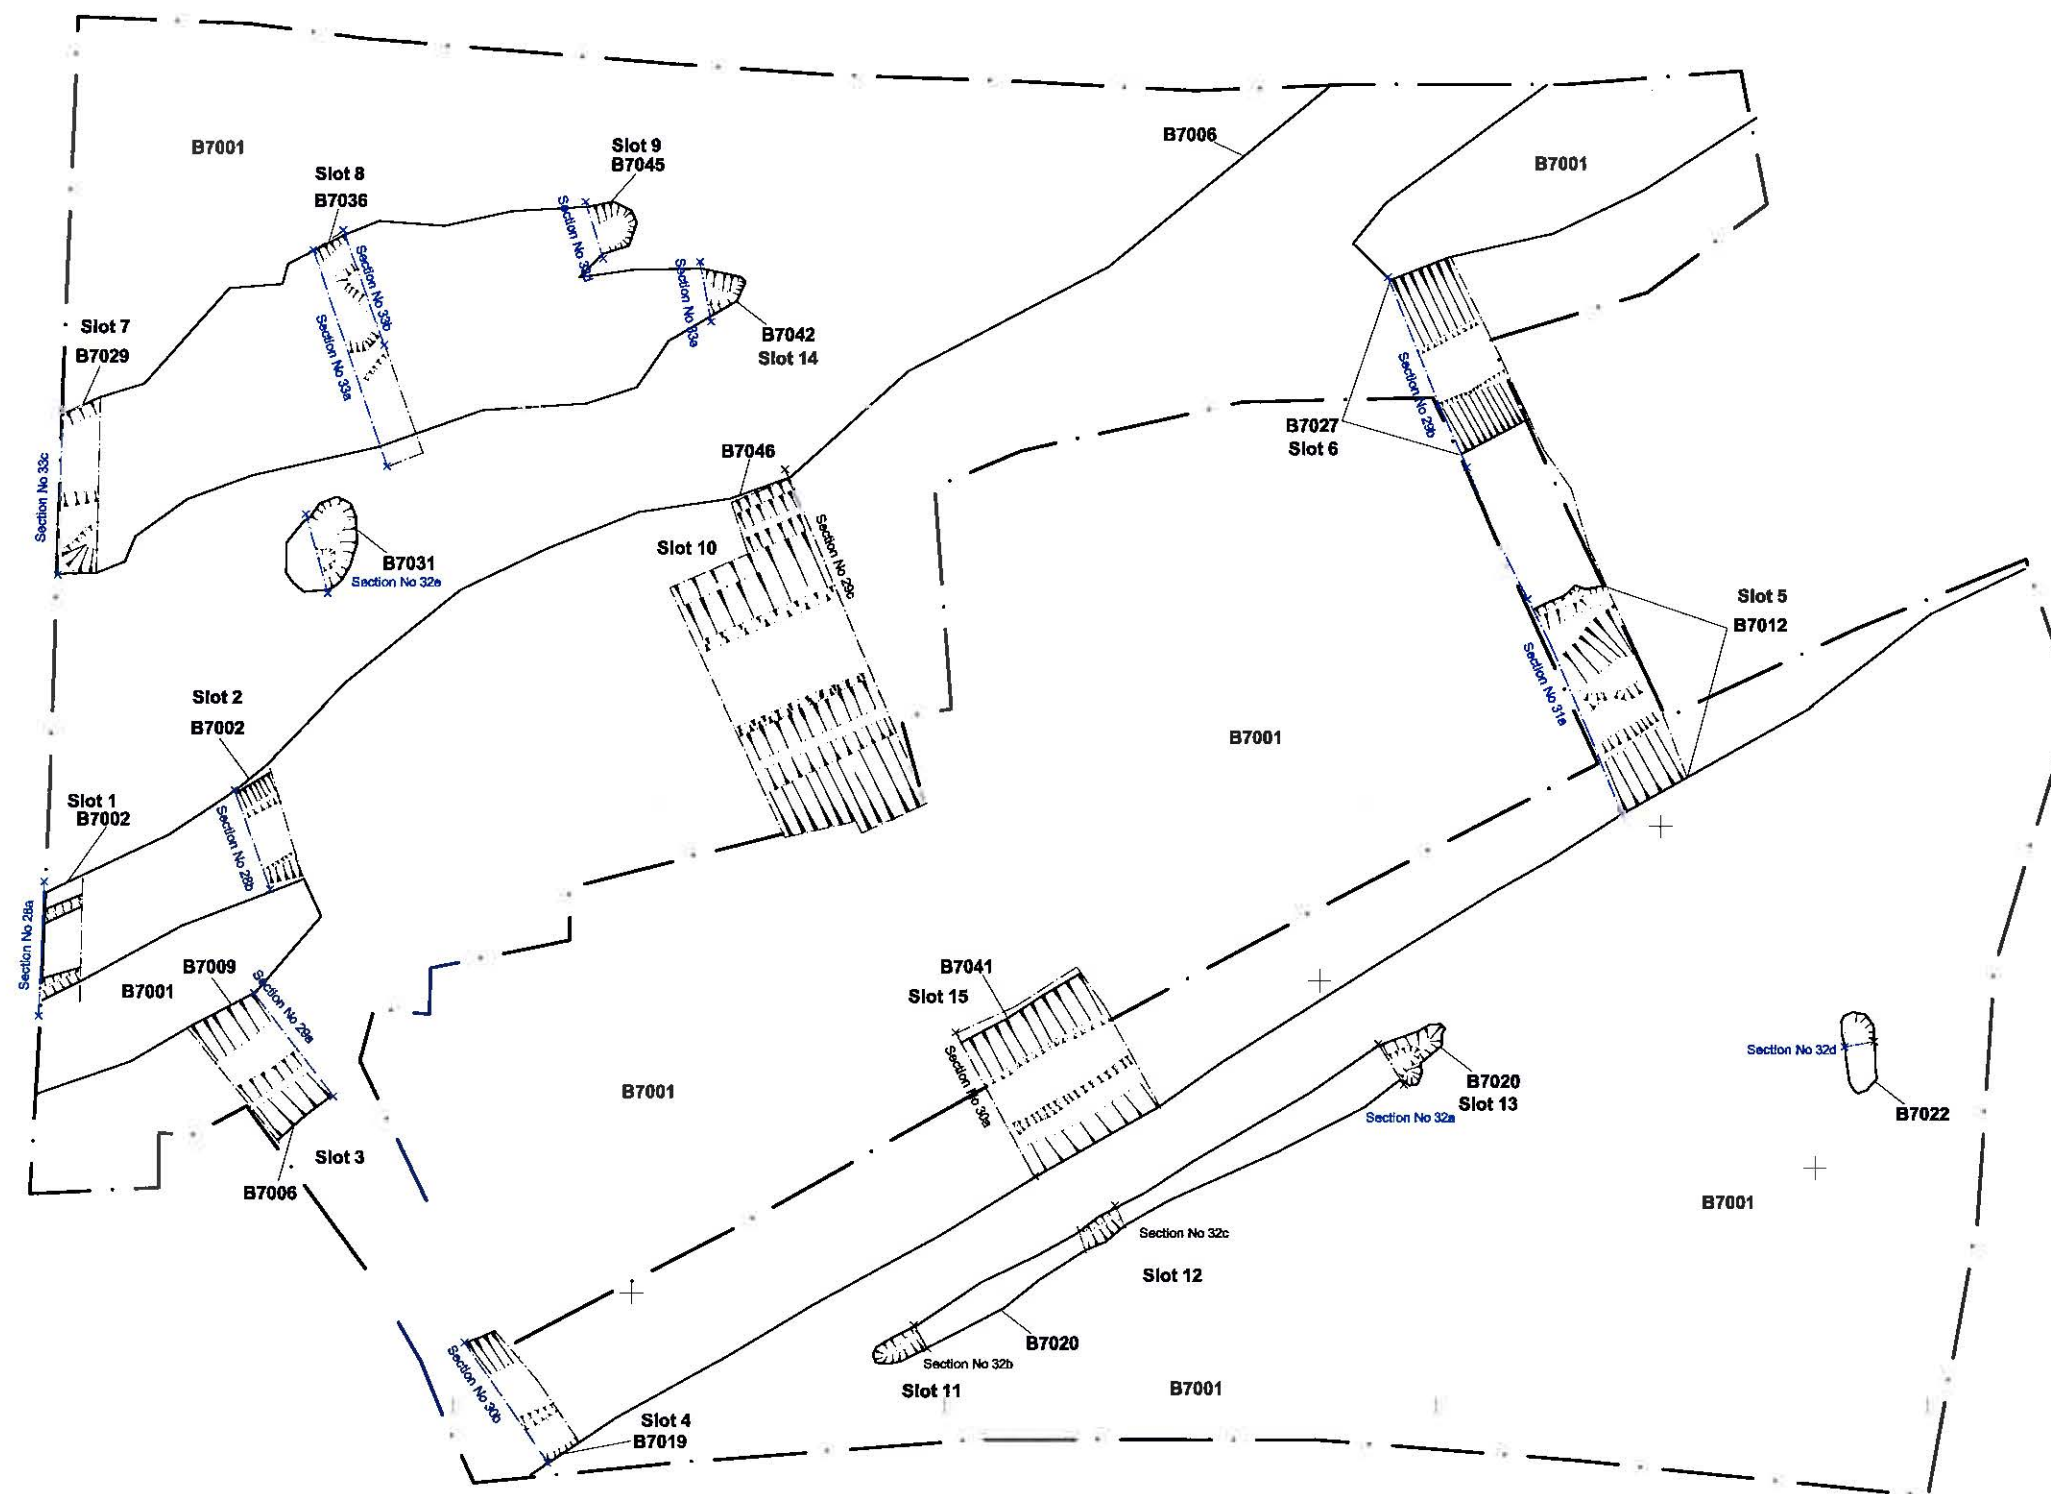 B7006
Slot 9
B7045
B7001
B7001
Slot 8
B7036
Section No 33b
Section No 33a
Section No 33e
B7042
Slot 14
Slot 7
B7029
Section No 33c
Section No 29b
B7027
Slot 6
B7046
Slot 10
Section No 29c
B7031
Section No 32e
Slot 5
B7012
Section No 31a
Slot 2
B7002
Section No 28b
B7001
Slot 1
B7002
Section No 28a
B7009
B7001
B7041
Slot 15
Section No 30a
Section No 32d
B7020
Slot 13
Section No 32a
B7022
B7001
Slot 3
B7006
B7001
Section No 32c
Slot 12
B7020
Section No 32b
Slot 11
B7001
Section No 30b
Slot 4
B7019